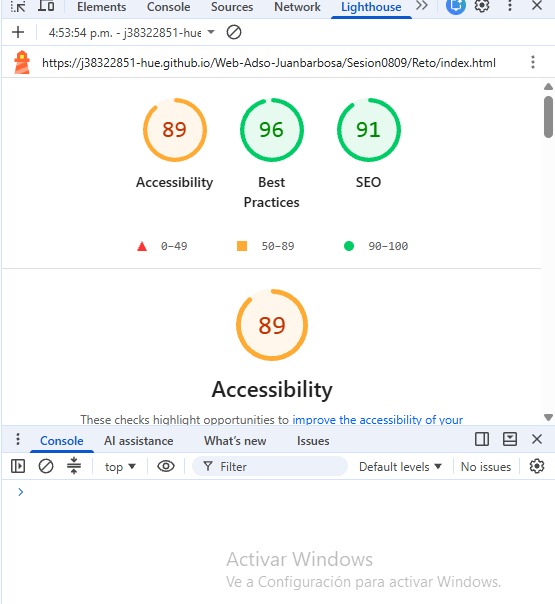 Elements Console Sources Network Lighthouse
4:53:54 p.m. - j38322851-hue
https://j38322851-hue.github.io/Web-Adso-Juanbarbosa/Sesion0809/Reto/index.html
89 96 91
Accessibility Best SEO
Practices
0–49 50–89 90–100
89
Accessibility
These checks highlight opportunities to improve the accessibility of your
Console AI assistance What's new Issues
top Filter Default levels No issues
Activar Windows
Ve a Configuración para activar Windows.